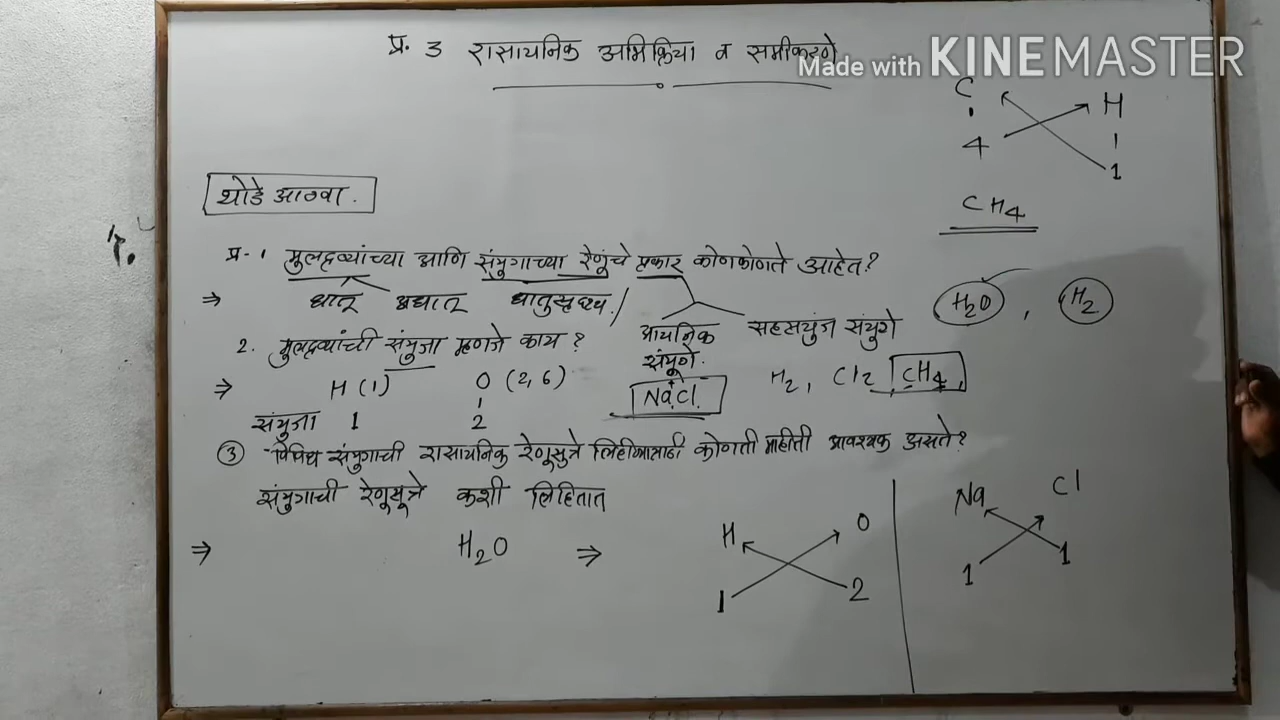 प्र. 3 रासायनिक अभिक्रिया व समीकरणे
Made with KINEMASTER
C H
4 1
CH4
थोडे आठवा.
प्र. 1 मुलद्रव्यांच्या आणि संयुगाच्या रेणूंचे प्रकार कोणकोणते आहेत?
⇒ धातू अधातू धातुसदृश्य / आयनिक संयुगे. सहसंयुज संयुगे H2O, H2
2. मुलद्रव्यांची संयुजा म्हणजे काय?
⇒ H (1) O (2,6) NaCl. H2, Cl2 CH4,
संयुजा 1 2
③ विविध संयुगाची रासायनिक रेणूसुत्रे लिहीण्यासाठी कोणती माहीती आवश्यक असते?
संयुगाची रेणूसूत्रे कशी लिहितात
⇒ H2O ⇒ H O Na Cl
1 2 1 1